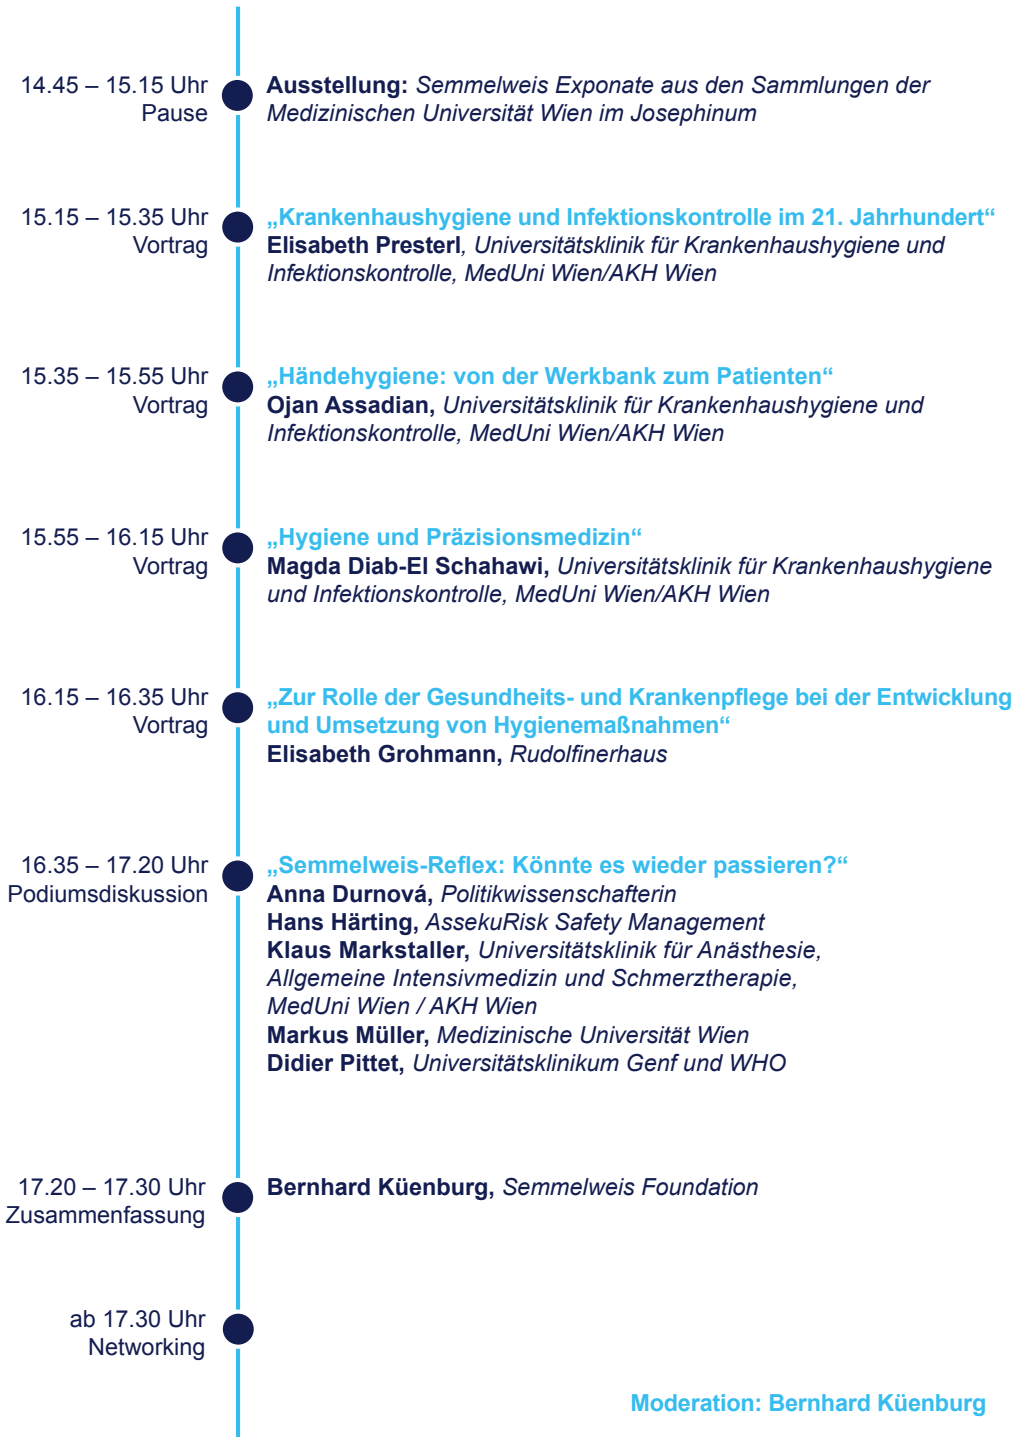 14.45 – 15.15 Uhr
Pause
Ausstellung: Semmelweis Exponate aus den Sammlungen der
Medizinischen Universität Wien im Josephinum
15.15 – 15.35 Uhr
Vortrag
„Krankenhaushygiene und Infektionskontrolle im 21. Jahrhundert“
Elisabeth Presterl, Universitätsklinik für Krankenhaushygiene und
Infektionskontrolle, MedUni Wien/AKH Wien
15.35 – 15.55 Uhr
Vortrag
„Händehygiene: von der Werkbank zum Patienten“
Ojan Assadian, Universitätsklinik für Krankenhaushygiene und
Infektionskontrolle, MedUni Wien/AKH Wien
15.55 – 16.15 Uhr
Vortrag
„Hygiene und Präzisionsmedizin“
Magda Diab-El Schahawi, Universitätsklinik für Krankenhaushygiene
und Infektionskontrolle, MedUni Wien/AKH Wien
16.15 – 16.35 Uhr
Vortrag
„Zur Rolle der Gesundheits- und Krankenpflege bei der Entwicklung
und Umsetzung von Hygienemaßnahmen“
Elisabeth Grohmann, Rudolfinerhaus
16.35 – 17.20 Uhr
Podiumsdiskussion
„Semmelweis-Reflex: Könnte es wieder passieren?“
Anna Durnová, Politikwissenschafterin
Hans Härting, AssekuRisk Safety Management
Klaus Markstaller, Universitätsklinik für Anästhesie,
Allgemeine Intensivmedizin und Schmerztherapie,
MedUni Wien / AKH Wien
Markus Müller, Medizinische Universität Wien
Didier Pittet, Universitätsklinikum Genf und WHO
17.20 – 17.30 Uhr
Zusammenfassung
Bernhard Küenburg, Semmelweis Foundation
ab 17.30 Uhr
Networking
Moderation: Bernhard Küenburg